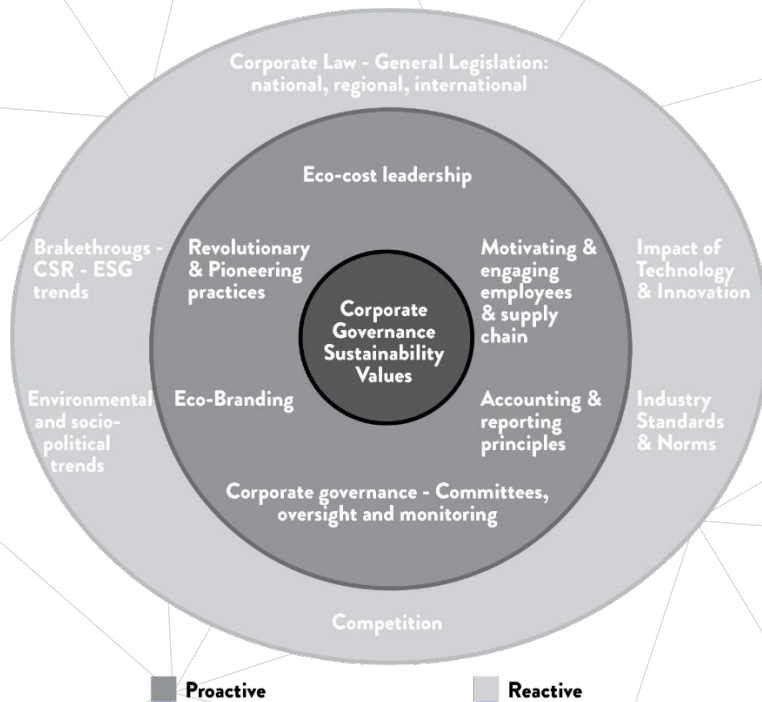 Corporate Law - General Legislation:
national, regional, international
Eco-cost leadership
Brakethrougs -
CSR - ESG
trends
Revolutionary
& Pioneering
practices
Corporate
Governance
Sustainability
Values
Motivating &
engaging
employees
& supply
chain
Impact of
Technology
& Innovation
Environmental
and socio-
political
trends
Eco-Branding
Accounting &
reporting
principles
Industry
Standards
& Norms
Corporate governance - Committees,
oversight and monitoring
Competition
Proactive
Reactive